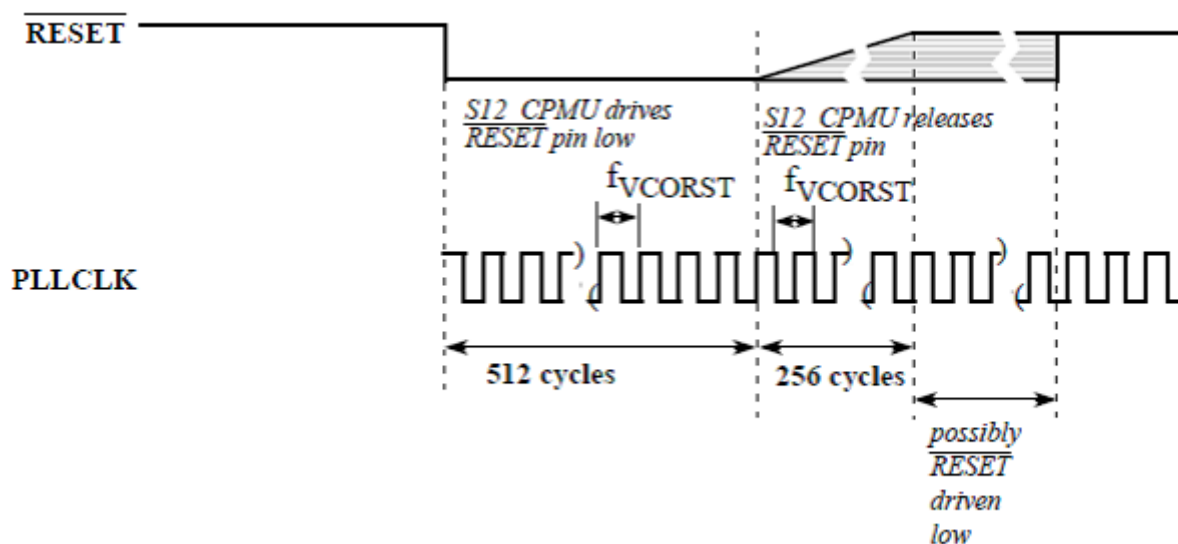 RESET
S12_CPMU drives
RESET pin low
S12_CPMU releases
RESET pin
fVCORST
fVCORST
PLLCLK
512 cycles
256 cycles
possibly
RESET
driven
low